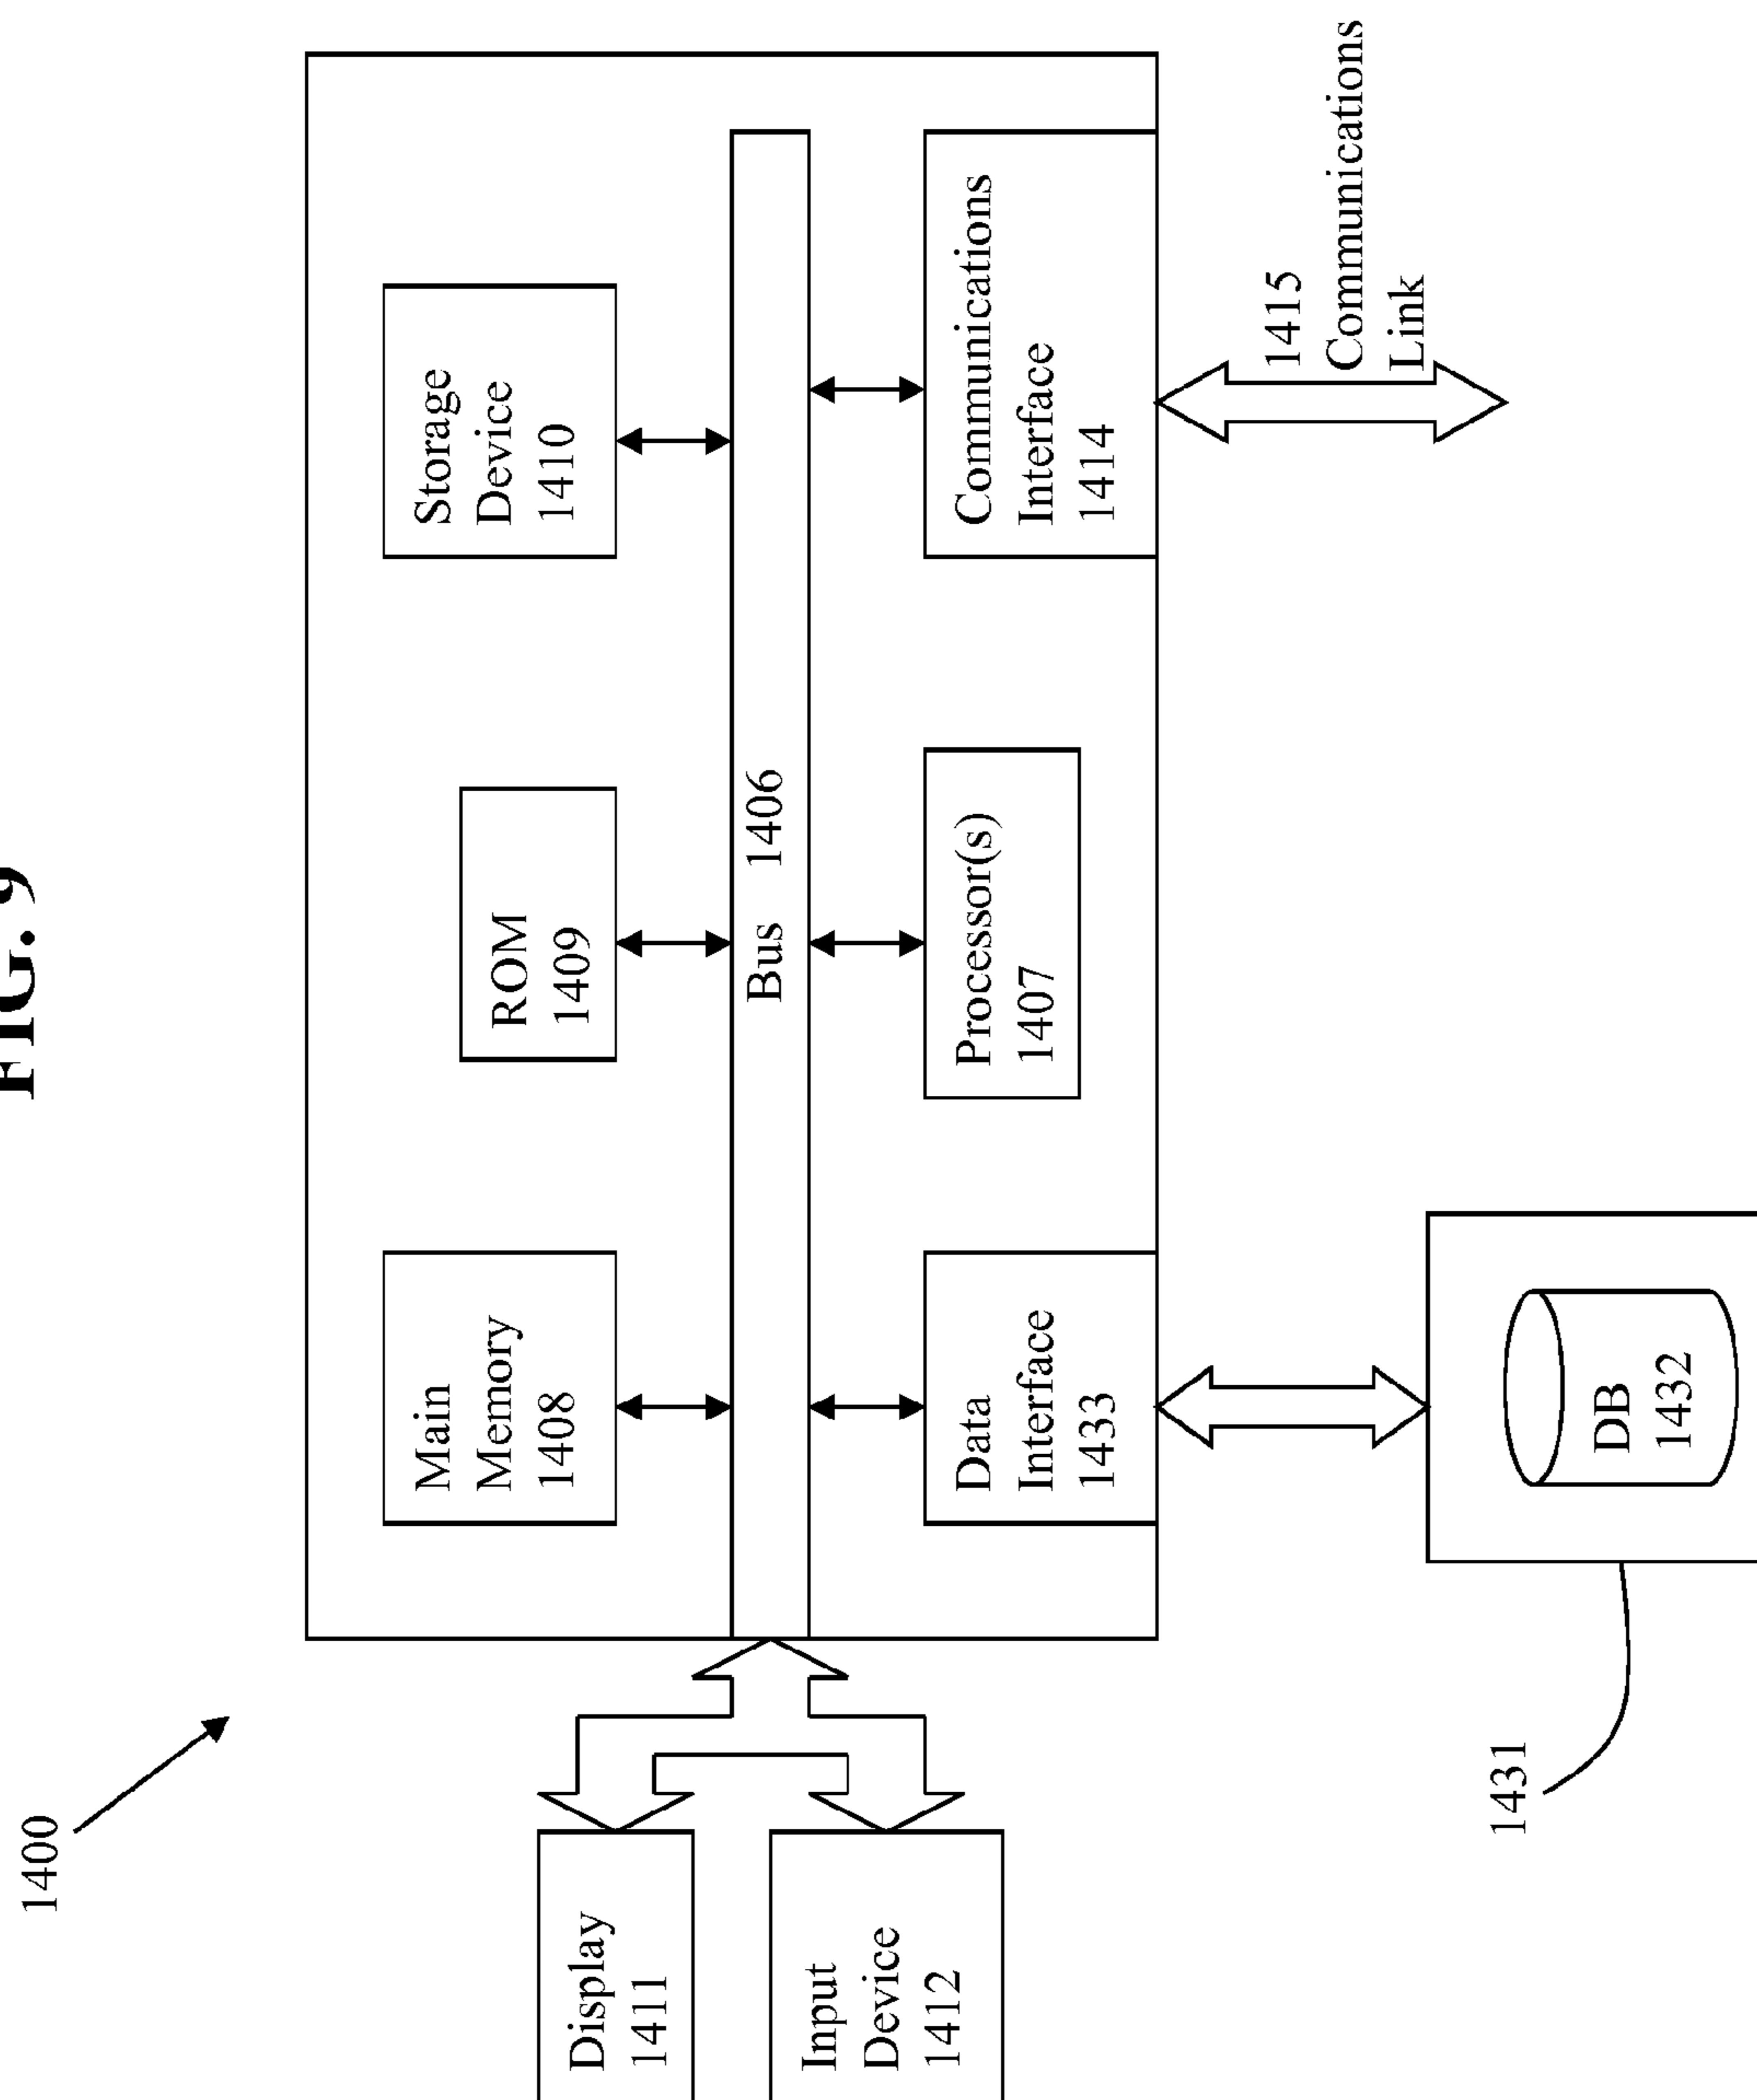 FIG. 9
1400
Main
Memory
1408
ROM
1409
Storage
Device
1410
Display
1411
Bus 1406
Input
Device
1412
Data
Interface
1433
Processor(s)
1407
Communications
Interface
1414
1415
Communications
Link
1431
DB
1432